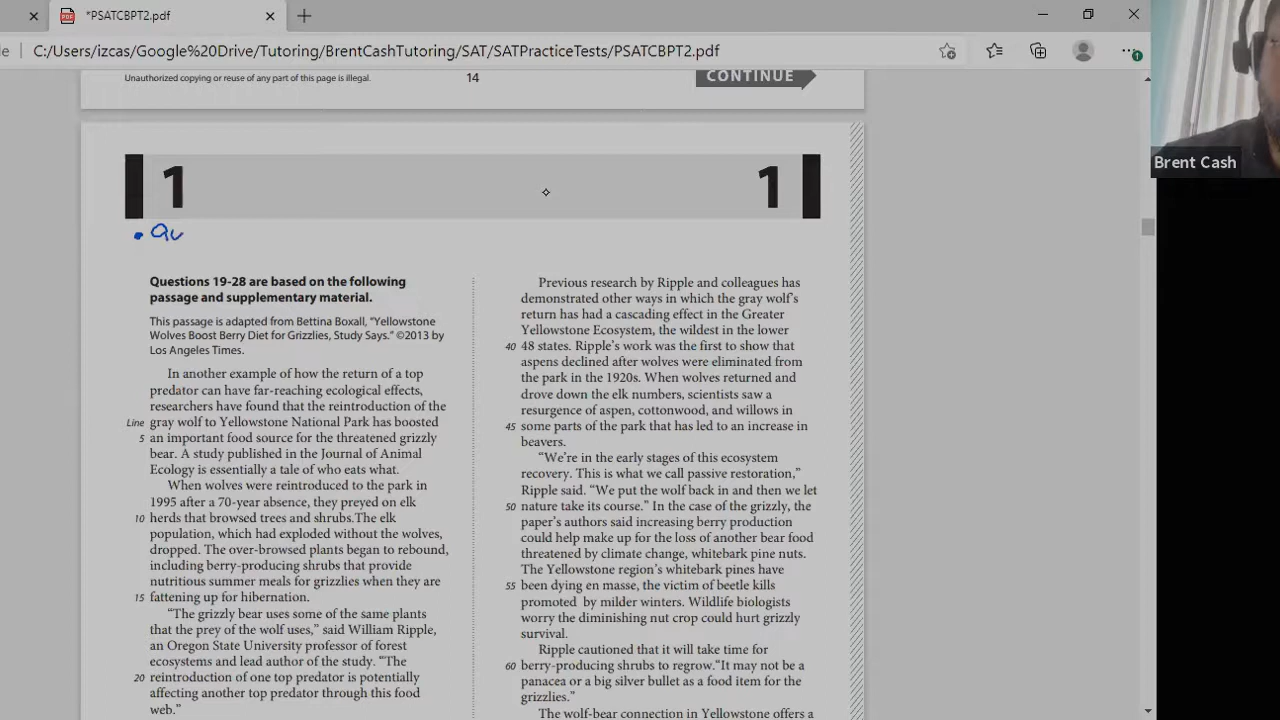 *PSATCBPT2.pdf
C:/Users/izcas/Google%20Drive/Tutoring/BrentCashTutoring/SAT/SATPracticeTests/PSATCBPT2.pdf
Unauthorized copying or reuse of any part of this page is illegal.
14
CONTINUE
Brent Cash
1
1
Questions 19-28 are based on the following
passage and supplementary material.
This passage is adapted from Bettina Boxall, “Yellowstone
Wolves Boost Berry Diet for Grizzlies, Study Says.” ©2013 by
Los Angeles Times.
In another example of how the return of a top
predator can have far-reaching ecological effects,
researchers have found that the reintroduction of the
Line gray wolf to Yellowstone National Park has boosted
5 an important food source for the threatened grizzly
bear. A study published in the Journal of Animal
Ecology is essentially a tale of who eats what.
When wolves were reintroduced to the park in
1995 after a 70-year absence, they preyed on elk
10 herds that browsed trees and shrubs.The elk
population, which had exploded without the wolves,
dropped. The over-browsed plants began to rebound,
including berry-producing shrubs that provide
nutritious summer meals for grizzlies when they are
15 fattening up for hibernation.
“The grizzly bear uses some of the same plants
that the prey of the wolf uses,” said William Ripple,
an Oregon State University professor of forest
ecosystems and lead author of the study. “The
20 reintroduction of one top predator is potentially
affecting another top predator through this food
web.”
Previous research by Ripple and colleagues has
demonstrated other ways in which the gray wolf’s
return has had a cascading effect in the Greater
Yellowstone Ecosystem, the wildest in the lower
40 48 states. Ripple’s work was the first to show that
aspens declined after wolves were eliminated from
the park in the 1920s. When wolves returned and
drove down the elk numbers, scientists saw a
resurgence of aspen, cottonwood, and willows in
45 some parts of the park that has led to an increase in
beavers.
“We’re in the early stages of this ecosystem
recovery. This is what we call passive restoration,”
Ripple said. “We put the wolf back in and then we let
50 nature take its course.” In the case of the grizzly, the
paper’s authors said increasing berry production
could help make up for the loss of another bear food
threatened by climate change, whitebark pine nuts.
The Yellowstone region’s whitebark pines have
55 been dying en masse, the victim of beetle kills
promoted by milder winters. Wildlife biologists
worry the diminishing nut crop could hurt grizzly
survival.
Ripple cautioned that it will take time for
60 berry-producing shrubs to regrow.“It may not be a
panacea or a big silver bullet as a food item for the
grizzlies.”
The wolf-bear connection in Yellowstone offers a